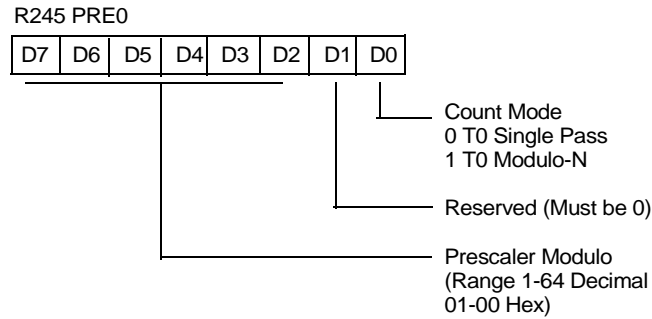 R245 PRE0
D7 D6 D5 D4 D3 D2 D1 D0
Count Mode
0 T0 Single Pass
1 T0 Modulo-N
Reserved (Must be 0)
Prescaler Modulo
(Range 1-64 Decimal
01-00 Hex)